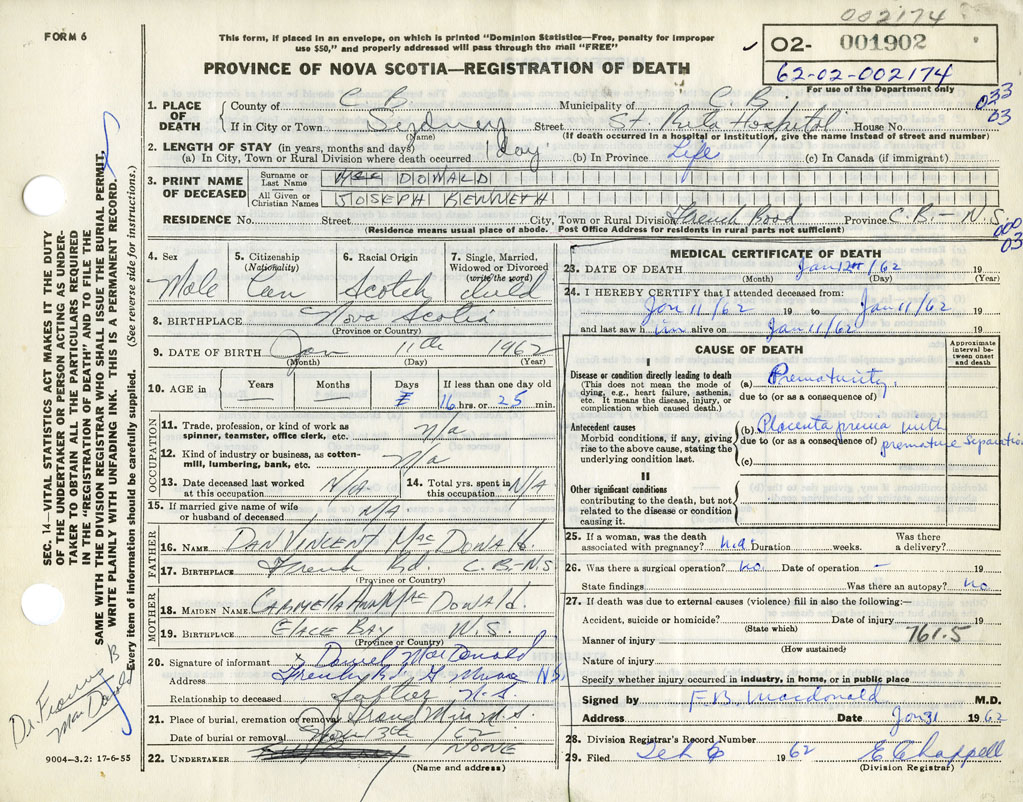 002174
FORM 6
This form, if placed in an envelope, on which is printed "Dominion Statistics—Free, penalty for improper
use $50," and properly addressed will pass through the mail "FREE"
O2- 001902
62-02-002174
For use of the Department only
PROVINCE OF NOVA SCOTIA—REGISTRATION OF DEATH
033
03
1. PLACE OF DEATH
County of C.B. Municipality of C.B.
If in City or Town Sydney Street St. Rita Hospital House No.
(Name) (If death occurred in a hospital or institution, give the name instead of street and number)
2. LENGTH OF STAY (in years, months and days)
(a) In City, Town or Rural Division where death occurred 1 day (b) In Province Life (c) In Canada (if immigrant)
3. PRINT NAME OF DECEASED
Surname or Last Name Mac DONALD
All Given or Christian Names JOSEPH KENNETH
RESIDENCE No. Street City, Town or Rural Division French Road Province C.B.-N.S.
(Residence means usual place of abode. Post Office Address for residents in rural parts not sufficient)
000
03
4. Sex Male
5. Citizenship (Nationality) Can
6. Racial Origin Scotch
7. Single, Married, Widowed or Divorced (write the word) child
8. BIRTHPLACE Nova Scotia
(Province or Country)
9. DATE OF BIRTH Jan 11th 1962
(Month) (Day) (Year)
10. AGE in Years — Months — Days
If less than one day old 16 hrs. or 25 min.
OCCUPATION
11. Trade, profession, or kind of work as
spinner, teamster, office clerk, etc. n/a
12. Kind of industry or business, as cotton-
mill, lumbering, bank, etc. n/a
13. Date deceased last worked
at this occupation N/A
14. Total yrs. spent in
this occupation N/A
15. If married give name of wife
or husband of deceased N/A
FATHER
16. NAME DAN VINCENT MacDONALD.
17. BIRTHPLACE French Rd. C.B-NS
(Province or Country)
MOTHER
18. MAIDEN NAME CARMELLA ANN MacDONALD.
19. BIRTHPLACE GLACE BAY N.S.
(Province or Country)
20. Signature of informant x Daniel MacDonald
Address French Rd NS
Relationship to deceased father
21. Place of burial, cremation or removal
Date of burial or removal 13th /62
22. UNDERTAKER NONE
(Name and address)
MEDICAL CERTIFICATE OF DEATH
23. DATE OF DEATH Jan 12th /62 19
(Month) (Day) (Year)
24. I HEREBY CERTIFY that I attended deceased from:
Jan 11/62 19 to Jan 11/62 19
and last saw h im alive on Jan 11/62 19
CAUSE OF DEATH
Approximate interval between onset and death
I
Disease or condition directly leading to death
(This does not mean the mode of
dying, e.g., heart failure, asthenia,
etc. It means the disease, injury, or
complication which caused death.)
(a) Prematurity
due to (or as a consequence of)
Antecedent causes
Morbid conditions, if any, giving
rise to the above cause, stating the
underlying condition last.
(b) Placenta previa with
due to (or as a consequence of) premature separation
(c)
II
Other significant conditions
contributing to the death, but not
related to the disease or condition
causing it.
25. If a woman, was the death
associated with pregnancy? Duration weeks. Was there
a delivery?
26. Was there a surgical operation? no. Date of operation —
State findings Was there an autopsy? no
27. If death was due to external causes (violence) fill in also the following:—
Accident, suicide or homicide? Date of injury 19
(State which) 761.5
Manner of injury
(How sustained)
Nature of injury
Specify whether injury occurred in industry, in home, or in public place
Signed by F.B. Macdonald M.D.
Address Date Jan 31 1962
28. Division Registrar's Record Number
29. Filed Feb 6 1962 E Chappell
(Division Registrar)
SEC. 14—VITAL STATISTICS ACT MAKES IT THE DUTY
OF THE UNDERTAKER OR PERSON ACTING AS UNDER-
TAKER TO OBTAIN ALL THE PARTICULARS REQUIRED
IN THE "REGISTRATION OF DEATH" AND TO FILE THE
SAME WITH THE DIVISION REGISTRAR WHO SHALL ISSUE THE BURIAL PERMIT.
WRITE PLAINLY WITH UNFADING INK. THIS IS A PERMANENT RECORD.
Every item of information should be carefully supplied. (See reverse side for instructions.)
Dr. Francis B
MacDonald
9004—3.2: 17-6-55